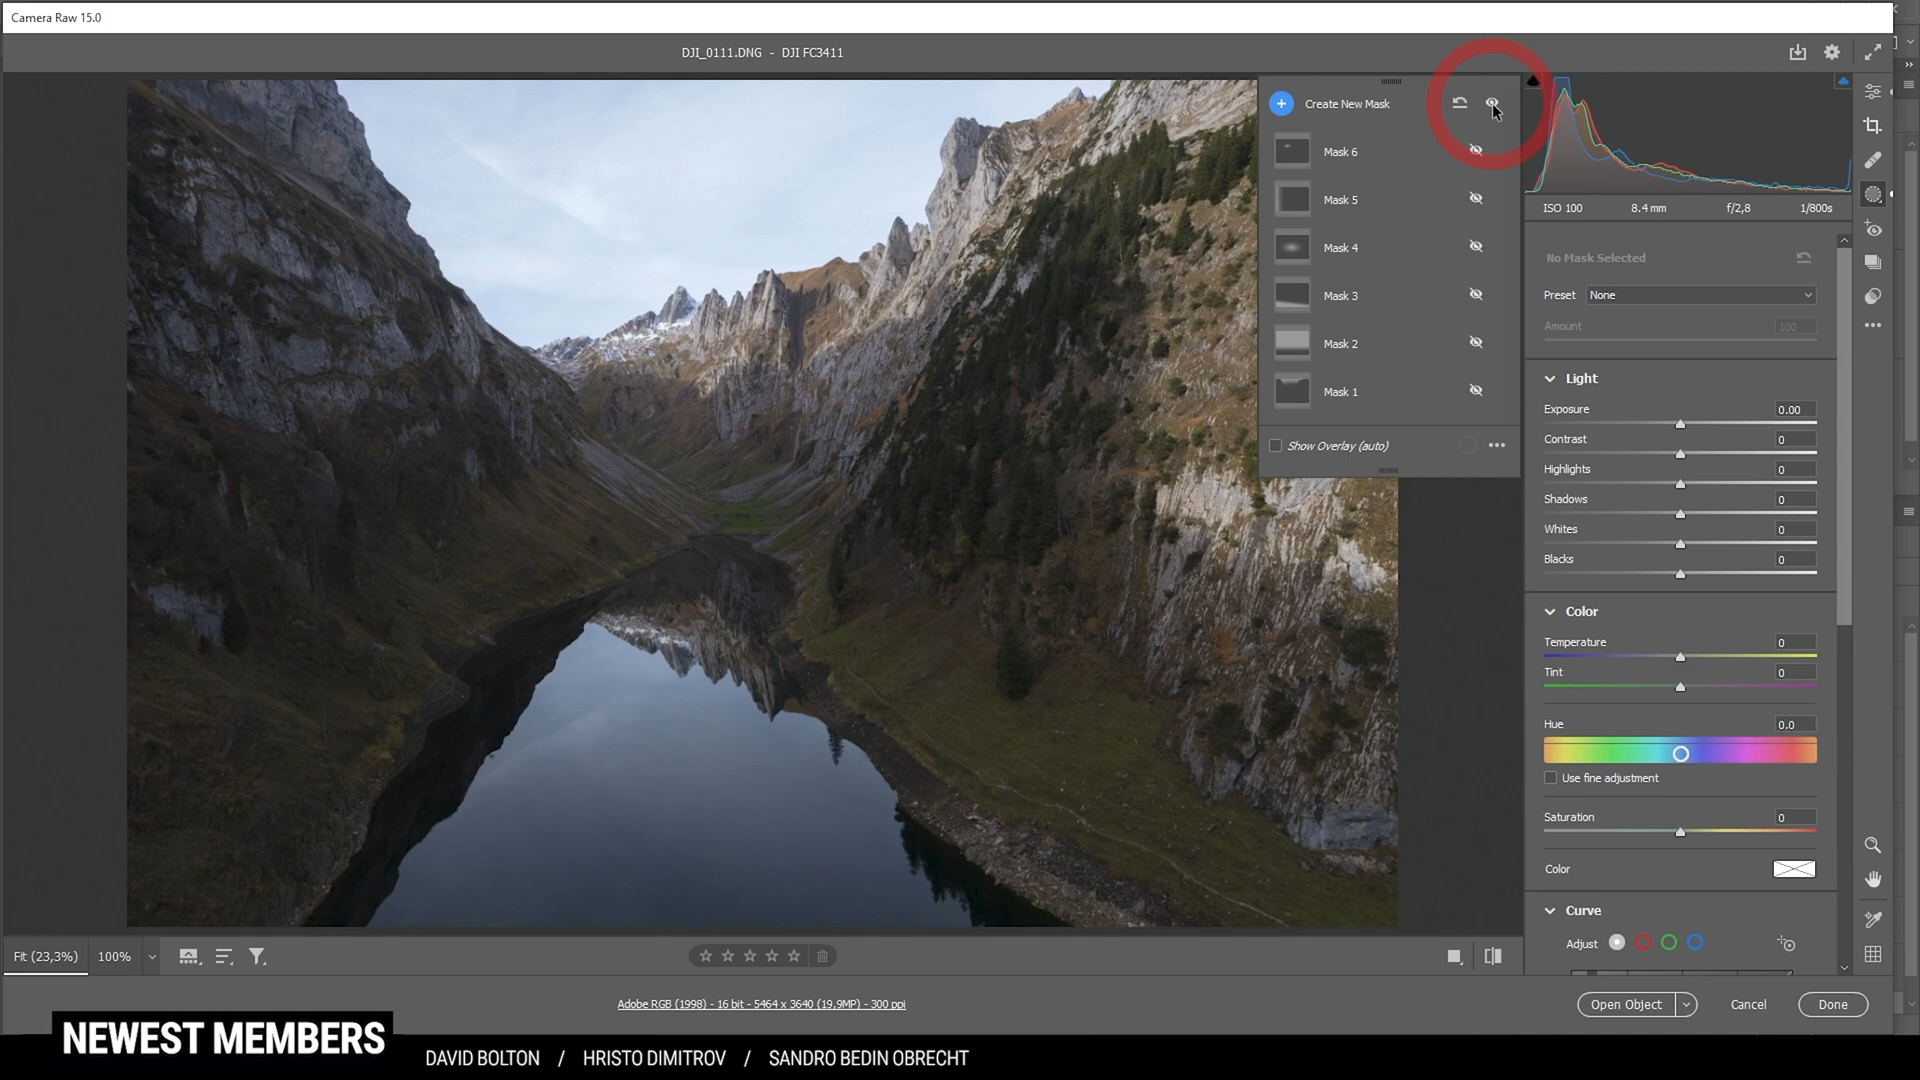 Camera Raw 15.0
DJI_0111.DNG - DJI FC3411
Create New Mask
Mask 6
Mask 5
Mask 4
Mask 3
Mask 2
Mask 1
Show Overlay (auto)
ISO 100 8.4 mm f/2,8 1/800s
No Mask Selected
Preset None
Amount 100
Light
Exposure 0.00
Contrast 0
Highlights 0
Shadows 0
Whites 0
Blacks 0
Color
Temperature 0
Tint 0
Hue 0.0
Use fine adjustment
Saturation 0
Color
Curve
Adjust
Fit (23,3%) 100%
Adobe RGB (1998) - 16 bit - 5464 x 3640 (19,9MP) - 300 ppi
Open Object Cancel Done
NEWEST MEMBERS
DAVID BOLTON / HRISTO DIMITROV / SANDRO BEDIN OBRECHT